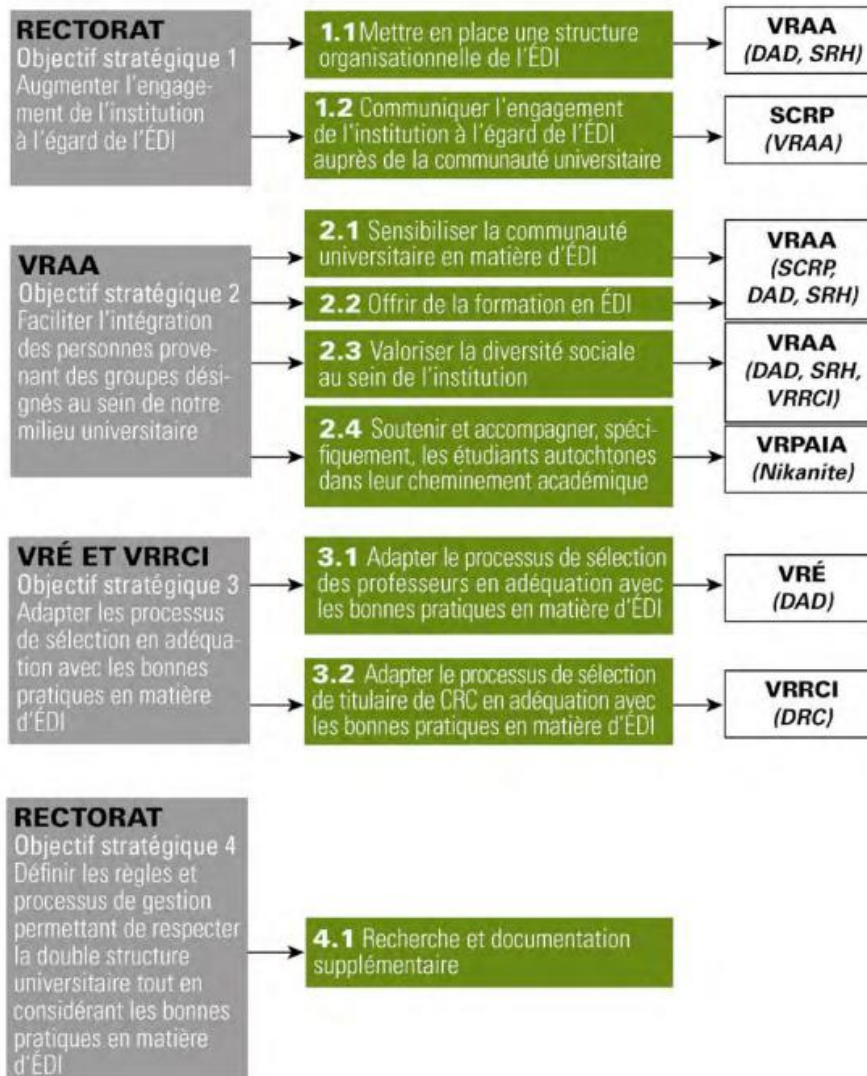 RECTORAT
Objectif stratégique 1
Augmenter l'engage-
ment de l'institution
à l'égard de l'ÉDI
1.1 Mettre en place une structure
organisationnelle de l'ÉDI
VRAA
(DAD, SRH)
1.2 Communiquer l'engagement
de l'institution à l'égard de l'ÉDI
auprès de la communauté universitaire
SCRP
(VRAA)
VRAA
Objectif stratégique 2
Faciliter l'intégration
des personnes prove-
nant des groupes dési-
gnés au sein de notre
milieu universitaire
2.1 Sensibiliser la communauté
universitaire en matière d'ÉDI
2.2 Offrir de la formation en ÉDI
VRAA
(SCRP,
DAD, SRH)
2.3 Valoriser la diversité sociale
au sein de l'institution
VRAA
(DAD, SRH,
VRRCI)
2.4 Soutenir et accompagner, spéci-
fiquement, les étudiants autochtones
dans leur cheminement académique
VRPAIA
(Nikanite)
VRÉ ET VRRCI
Objectif stratégique 3
Adapter les processus
de sélection en adéqua-
tion avec les bonnes
pratiques en matière
d'ÉDI
3.1 Adapter le processus de sélection
des professeurs en adéquation avec
les bonnes pratiques en matière d'ÉDI
VRÉ
(DAD)
3.2 Adapter le processus de sélection
de titulaire de CRC en adéquation avec
les bonnes pratiques en matière d'ÉDI
VRRCI
(DRC)
RECTORAT
Objectif stratégique 4
Définir les règles et
processus de gestion
permettant de respecter
la double structure
universitaire tout en
considérant les bonnes
pratiques en matière
d'ÉDI
4.1 Recherche et documentation
supplémentaire